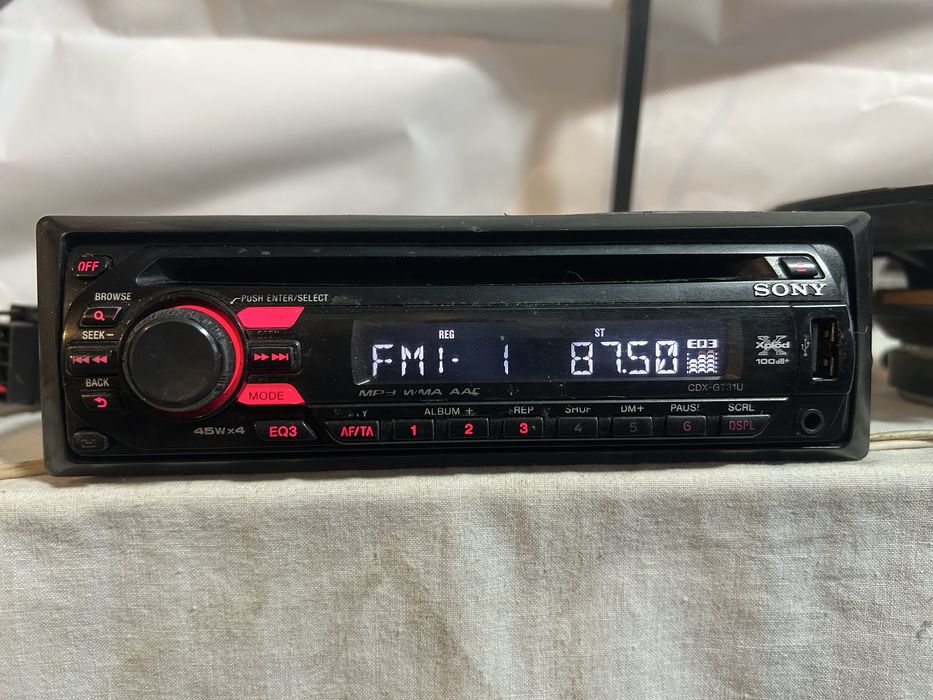 OFF
BROWSE
PUSH ENTER/SELECT
SONY
SEEK –
SEEK
REG
ST
FM1- 1
87.50
EQ3
Xplod
100dB+
BACK
MODE
MP3 WMA AAC
CDX-GT31U
ALBUM +
REP
SHUF
DM+
PAUSE
SCRL
45W×4
EQ3
AF/TA
1
2
3
4
5
6
DSPL